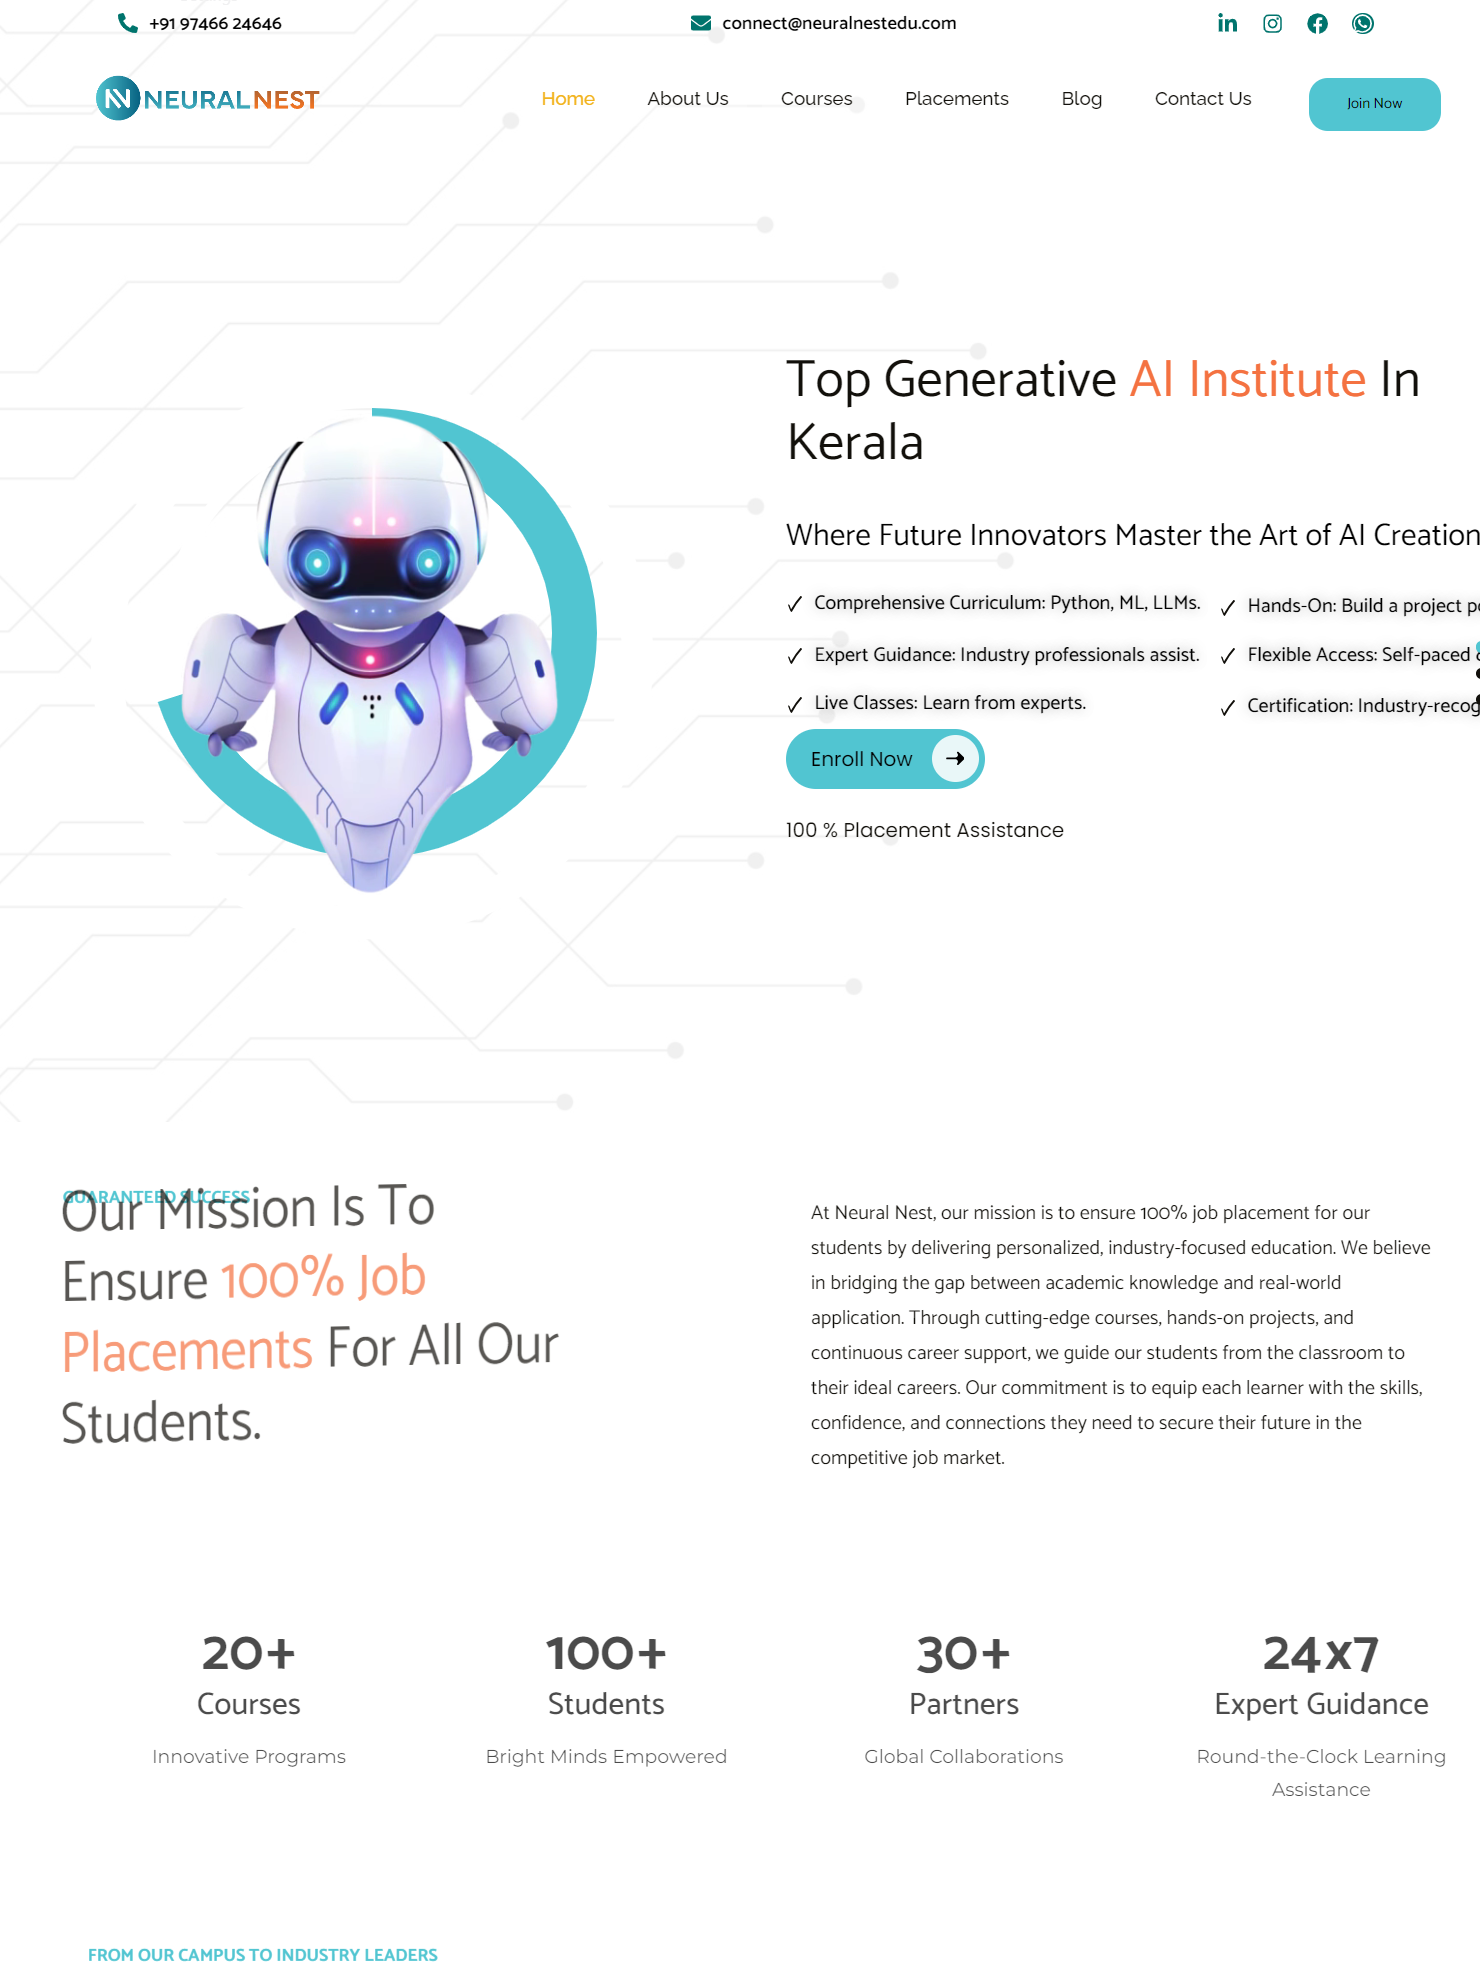 +91 97466 24646
connect@neuralnestedu.com
NEURALNEST
Home
About Us
Courses
Placements
Blog
Contact Us
Join Now
Top Generative AI Institute In
Kerala
Where Future Innovators Master the Art of AI Creation
Comprehensive Curriculum: Python, ML, LLMs.
Hands-On: Build a project
Expert Guidance: Industry professionals assist.
Flexible Access: Self-paced
Live Classes: Learn from experts.
Certification: Industry-recog
Enroll Now
100 % Placement Assistance
GUARANTEED SUCCESS
Our Mission Is To
Ensure 100% Job
Placements For All Our
Students.
At Neural Nest, our mission is to ensure 100% job placement for our
students by delivering personalized, industry-focused education. We believe
in bridging the gap between academic knowledge and real-world
application. Through cutting-edge courses, hands-on projects, and
continuous career support, we guide our students from the classroom to
their ideal careers. Our commitment is to equip each learner with the skills,
confidence, and connections they need to secure their future in the
competitive job market.
20+
Courses
Innovative Programs
100+
Students
Bright Minds Empowered
30+
Partners
Global Collaborations
24x7
Expert Guidance
Round-the-Clock Learning
Assistance
FROM OUR CAMPUS TO INDUSTRY LEADERS